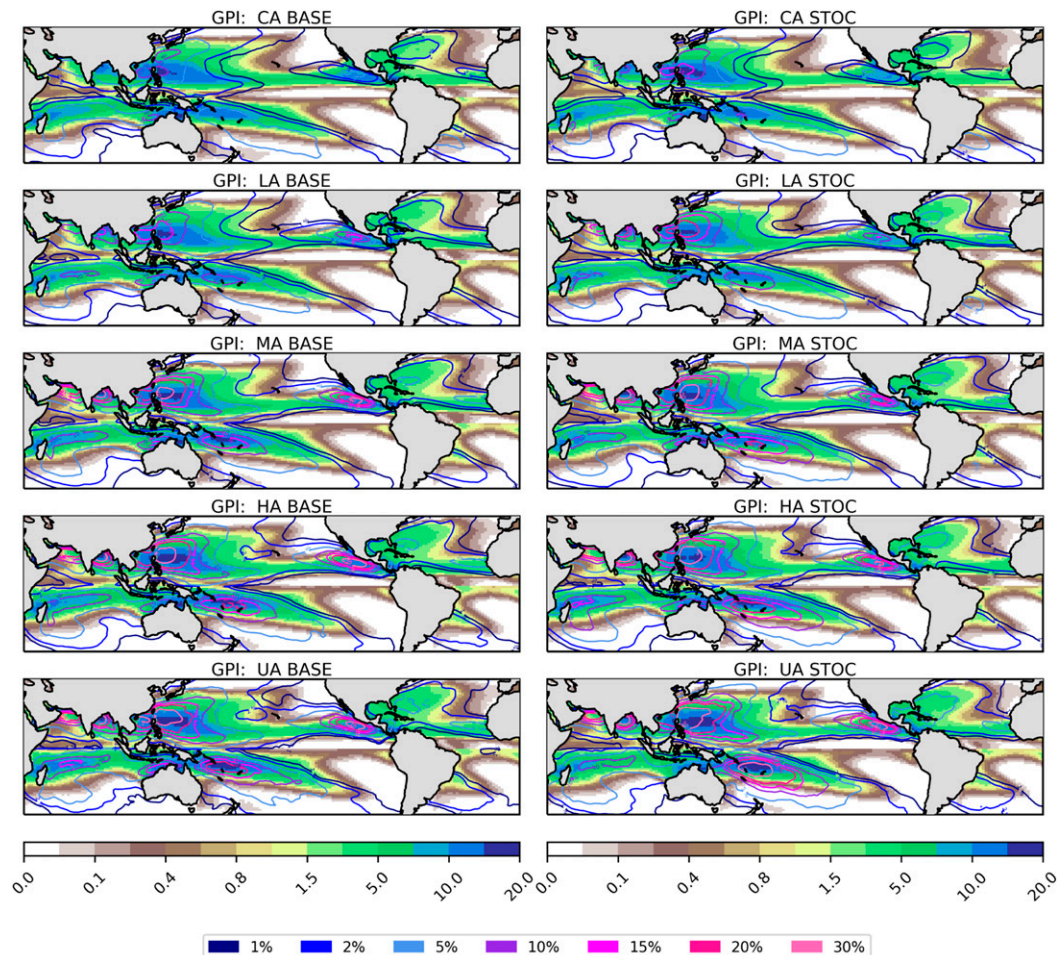 GPI: CA BASE
GPI: CA STOC
GPI: LA BASE
GPI: LA STOC
GPI: MA BASE
GPI: MA STOC
GPI: HA BASE
GPI: HA STOC
GPI: UA BASE
GPI: UA STOC
0.0 0.1 0.4 0.8 1.5 5.0 10.0 20.0
0.0 0.1 0.4 0.8 1.5 5.0 10.0 20.0
1% 2% 5% 10% 15% 20% 30%